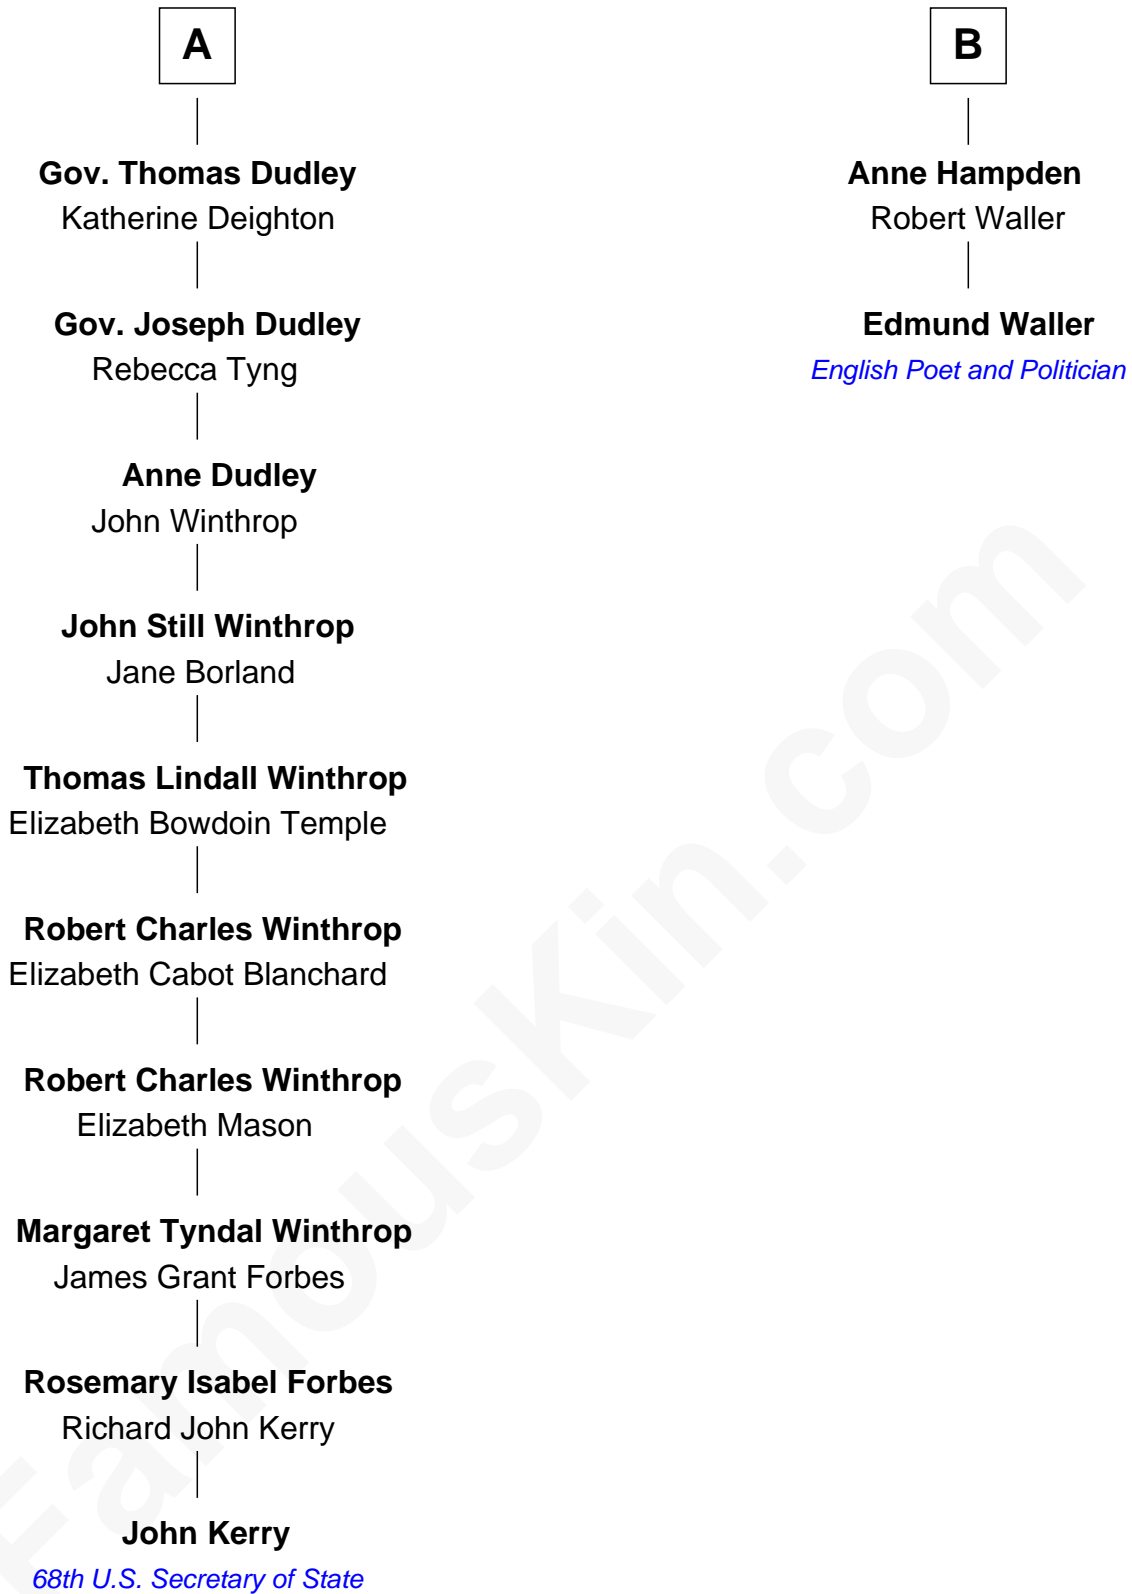 A
Gov. Thomas Dudley
Katherine Deighton
Gov. Joseph Dudley
Rebecca Tyng
Anne Dudley
John Winthrop
John Still Winthrop
Jane Borland
Thomas Lindall Winthrop
Elizabeth Bowdoin Temple
Robert Charles Winthrop
Elizabeth Cabot Blanchard
Robert Charles Winthrop
Elizabeth Mason
Margaret Tyndal Winthrop
James Grant Forbes
Rosemary Isabel Forbes
Richard John Kerry
John Kerry
68th U.S. Secretary of State
B
Anne Hampden
Robert Waller
Edmund Waller
English Poet and Politician
FamousKin.com